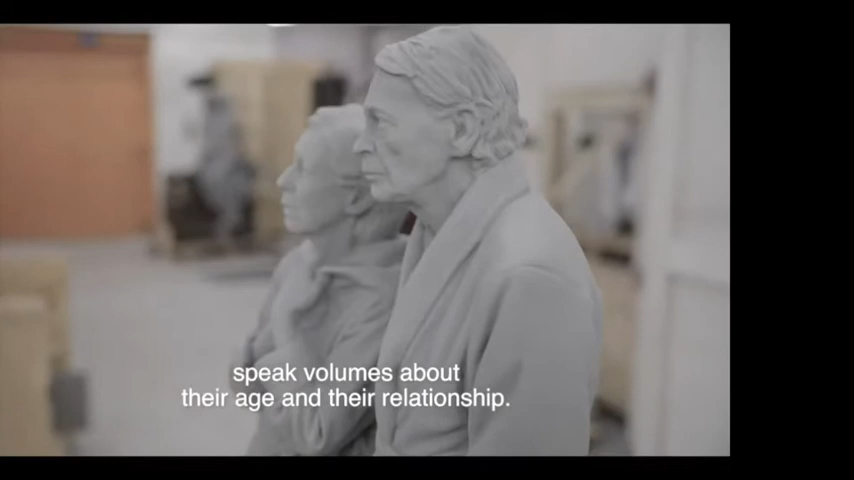 speak volumes about
their age and their relationship.